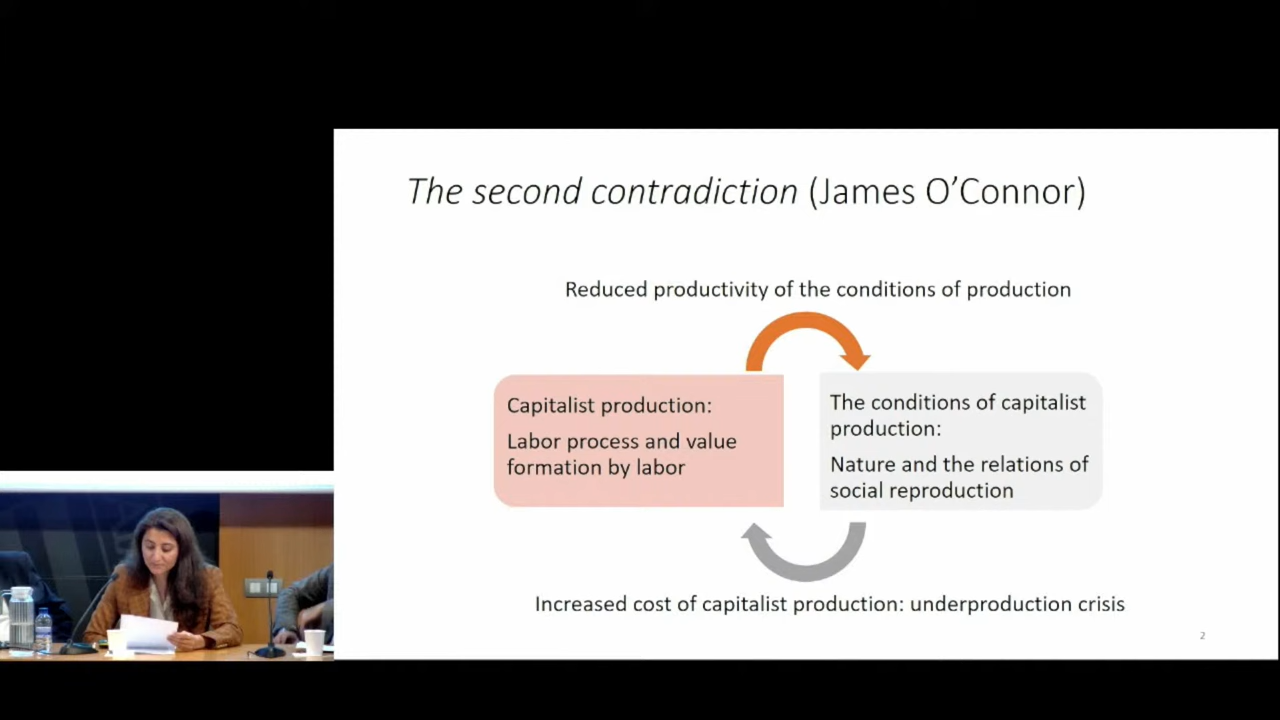 The second contradiction (James O’Connor)
Reduced productivity of the conditions of production
Capitalist production:
Labor process and value
formation by labor
The conditions of capitalist
production:
Nature and the relations of
social reproduction
Increased cost of capitalist production: underproduction crisis
2